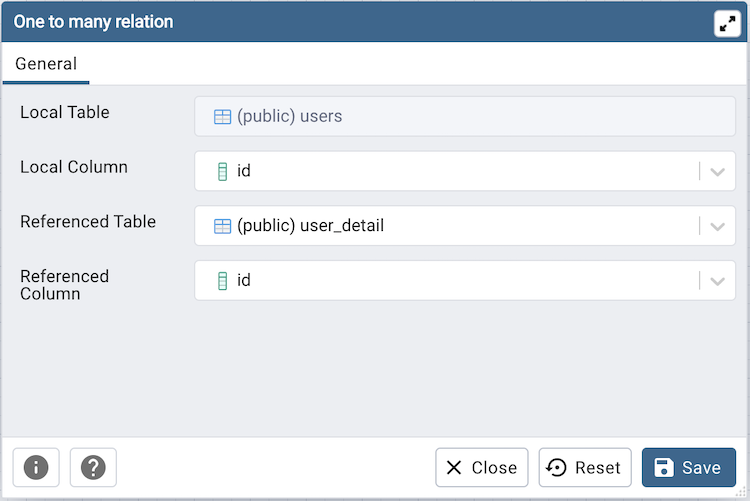 One to many relation
General
Local Table
(public) users
Local Column
id
Referenced Table
(public) user_detail
Referenced
Column
id
Close
Reset
Save